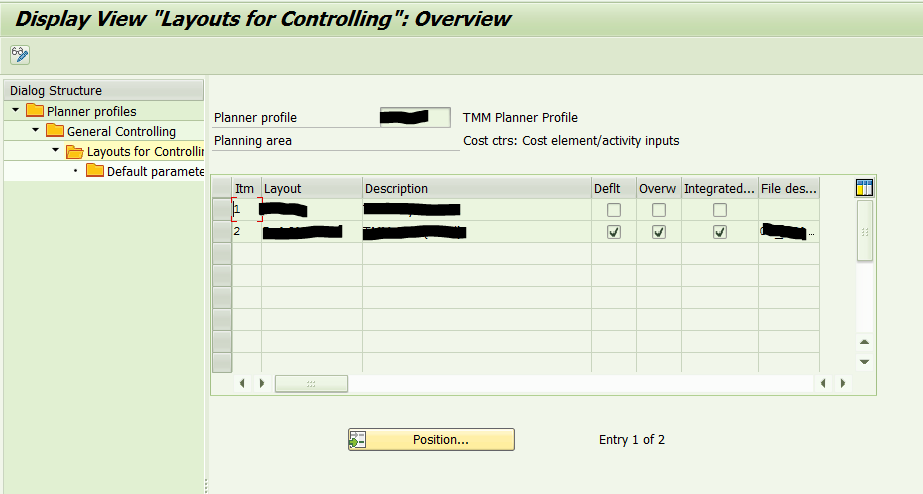 Display View "Layouts for Controlling": Overview
Dialog Structure
Planner profiles
General Controlling
Layouts for Controllin
Default paramete
Planner profile TMM Planner Profile
Planning area Cost ctrs: Cost element/activity inputs
Itm Layout Description Deflt Overw Integrated... File des...
1
2 ...
Position... Entry 1 of 2